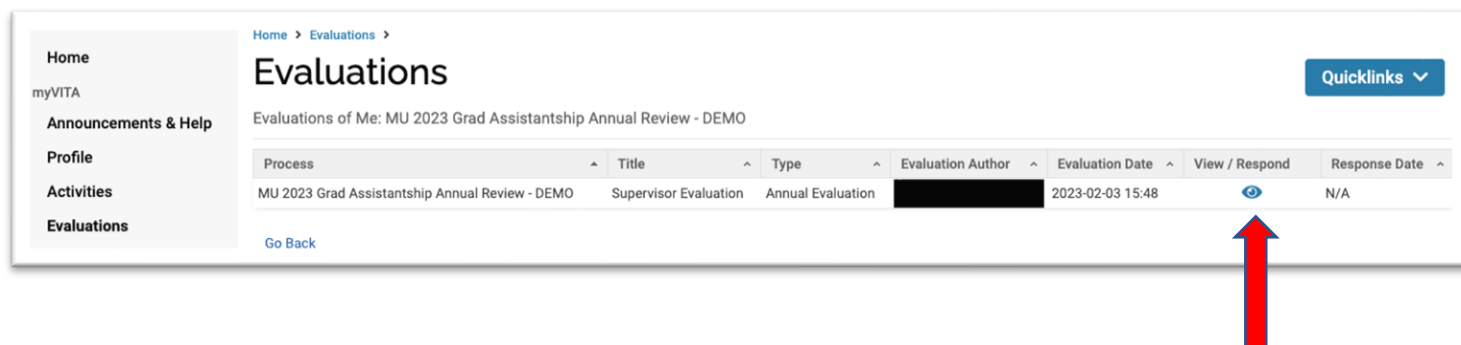 Home > Evaluations >
Home
Evaluations
Quicklinks
myVITA
Announcements & Help
Evaluations of Me: MU 2023 Grad Assistantship Annual Review - DEMO
Profile
Process Title Type Evaluation Author Evaluation Date View / Respond Response Date
Activities
MU 2023 Grad Assistantship Annual Review - DEMO Supervisor Evaluation Annual Evaluation 2023-02-03 15:48 N/A
Evaluations
Go Back